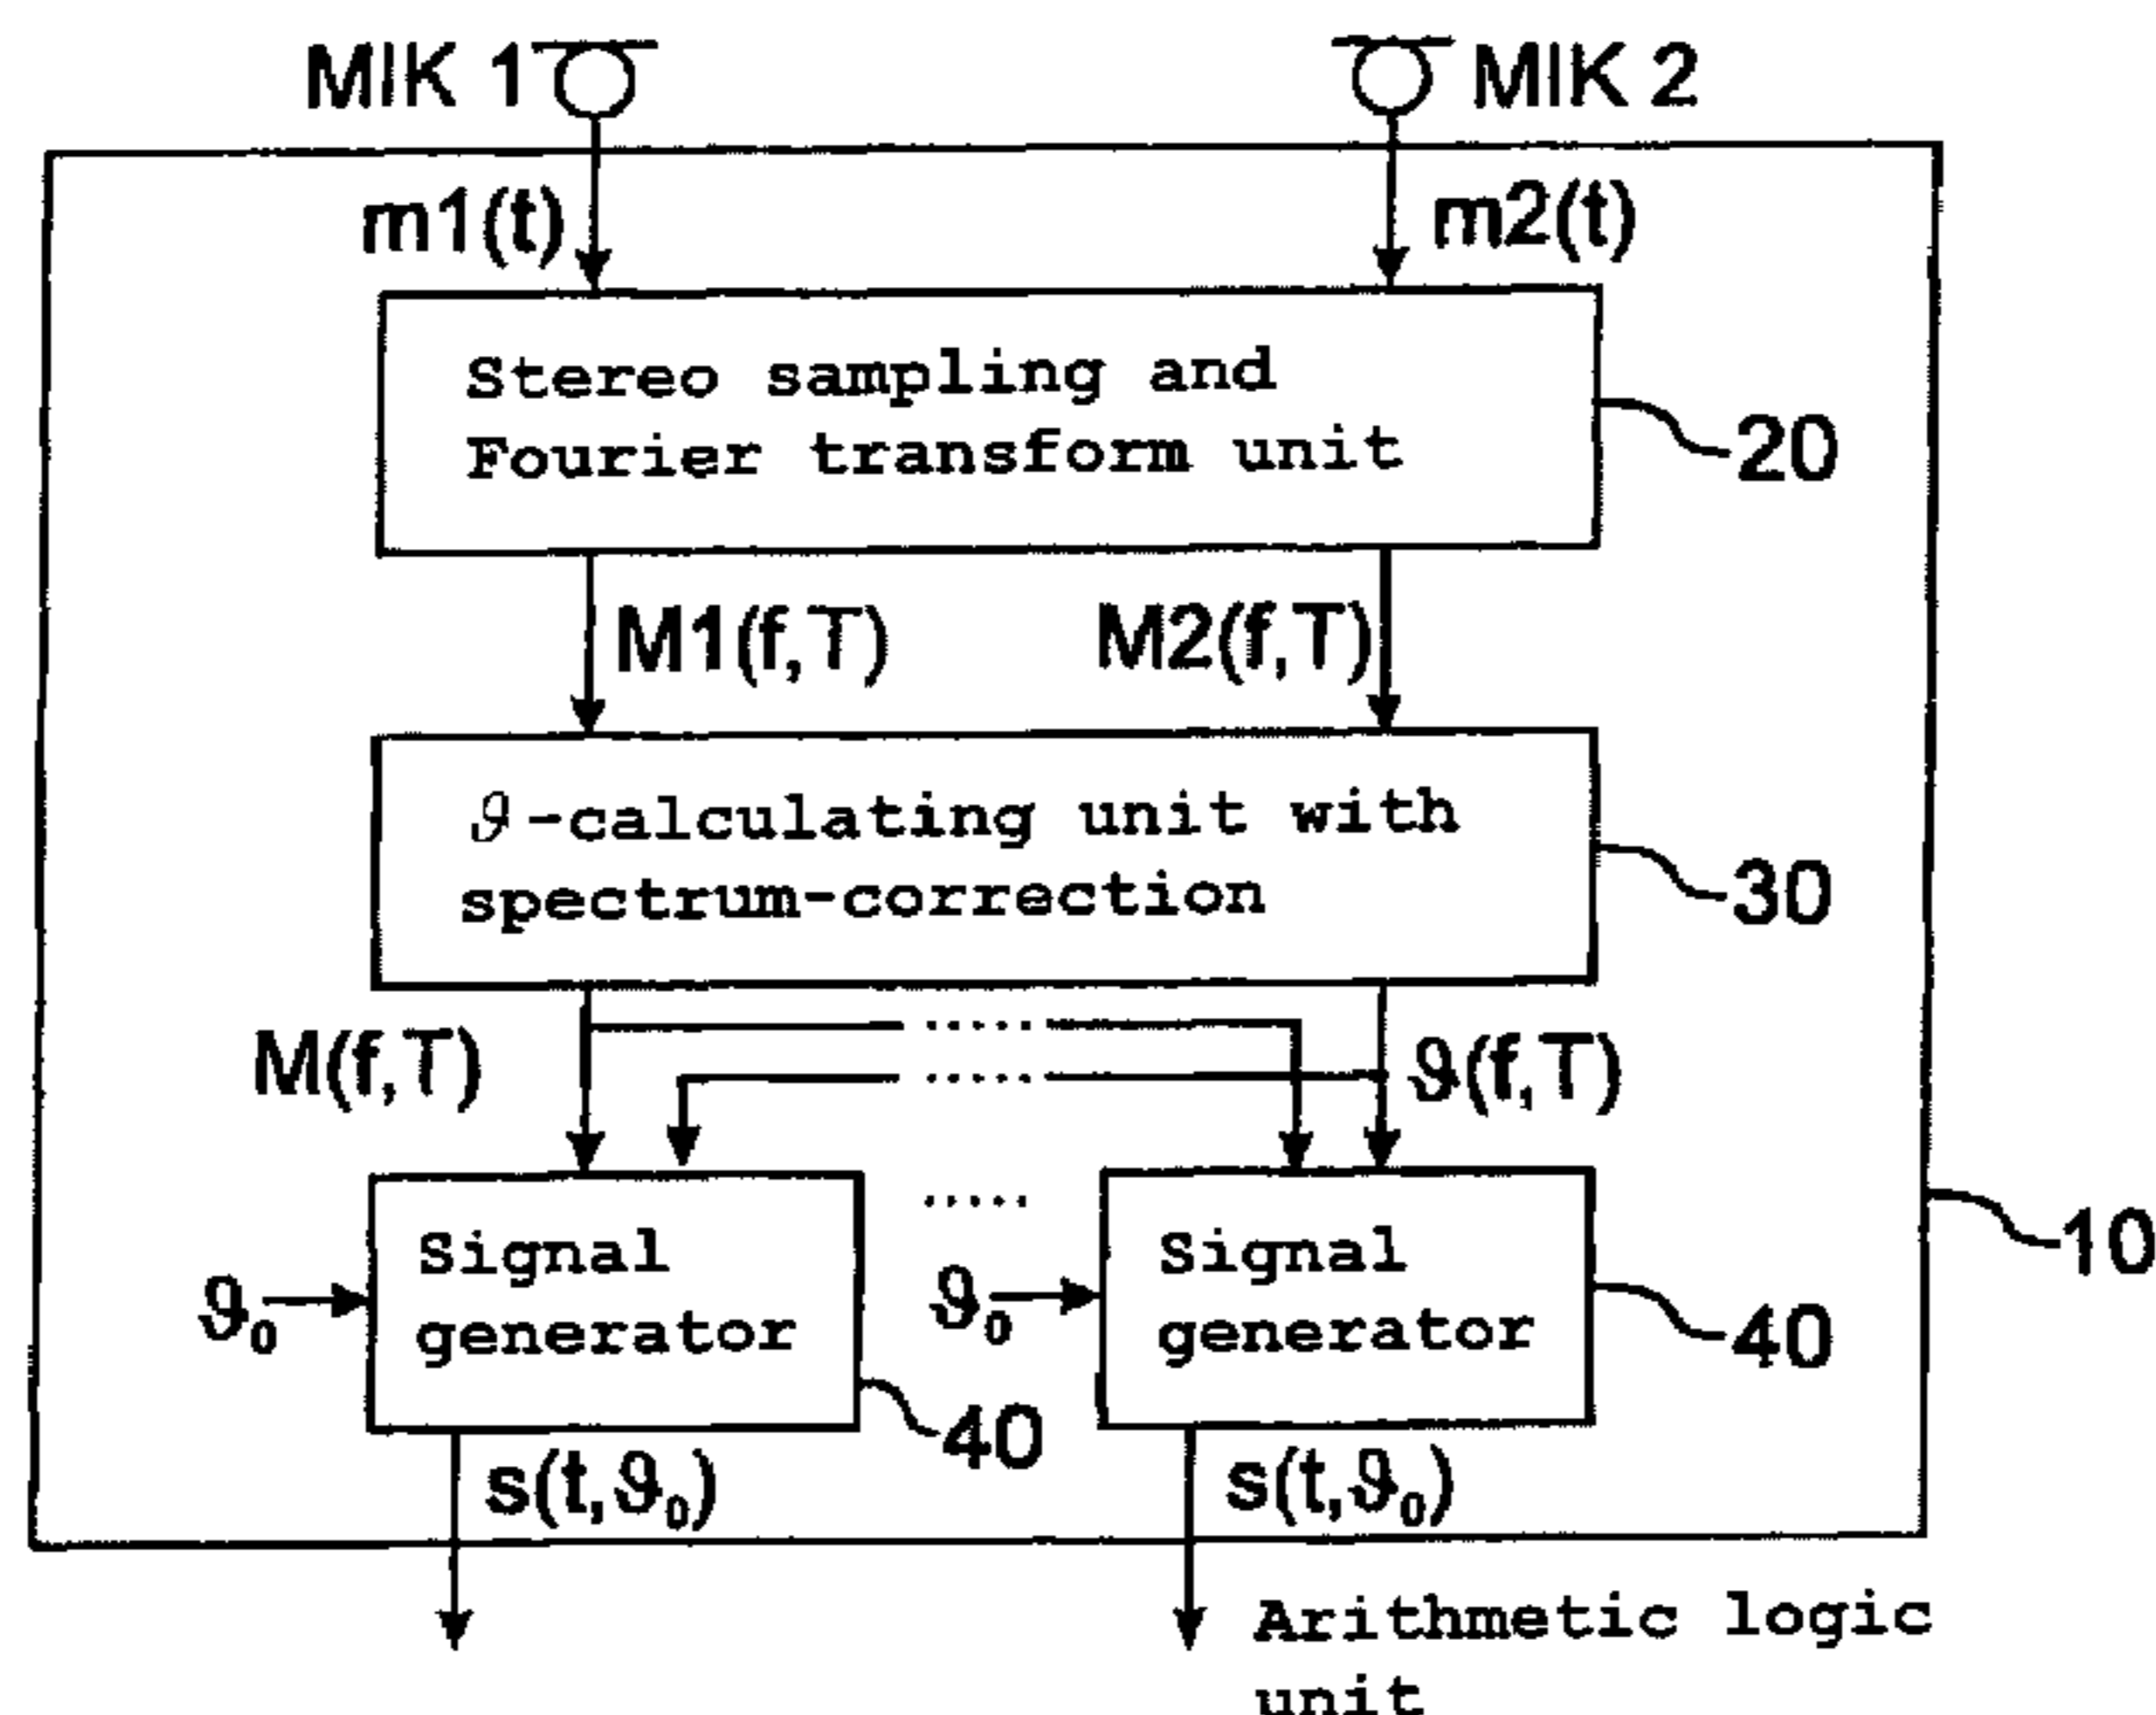 MIK 1
MIK 2
m1(t)
m2(t)
Stereo sampling and
Fourier transform unit
20
M1(f,T)
M2(f,T)
ϑ-calculating unit with
spectrum-correction
30
M(f,T)
ϑ(f,T)
.....
.....
.....
Signal
generator
Signal
generator
ϑ₀
ϑ₀
10
40
40
s(t,ϑ₀)
s(t,ϑ₀)
Arithmetic logic
unit